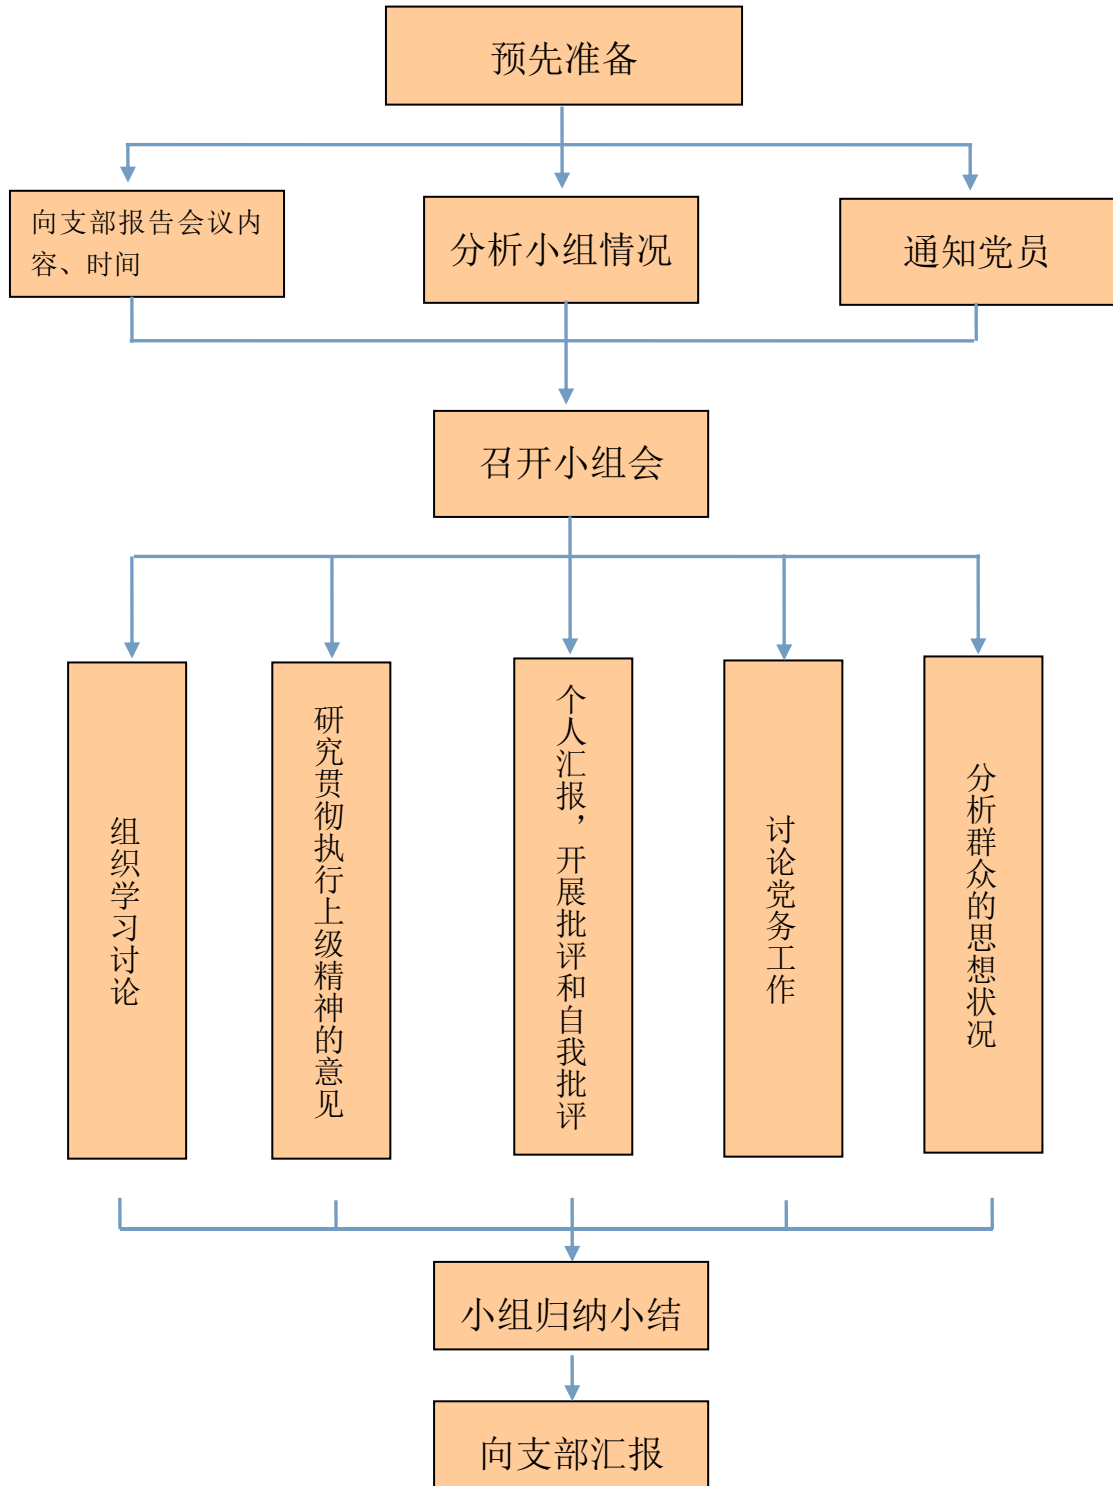 预先准备
向支部报告会议内
容、时间
分析小组情况
通知党员
召开小组会
组织学习讨论
研究贯彻执行上级精神的意见
个人汇报，开展批评和自我批评
讨论党务工作
分析群众的思想状况
小组归纳小结
向支部汇报